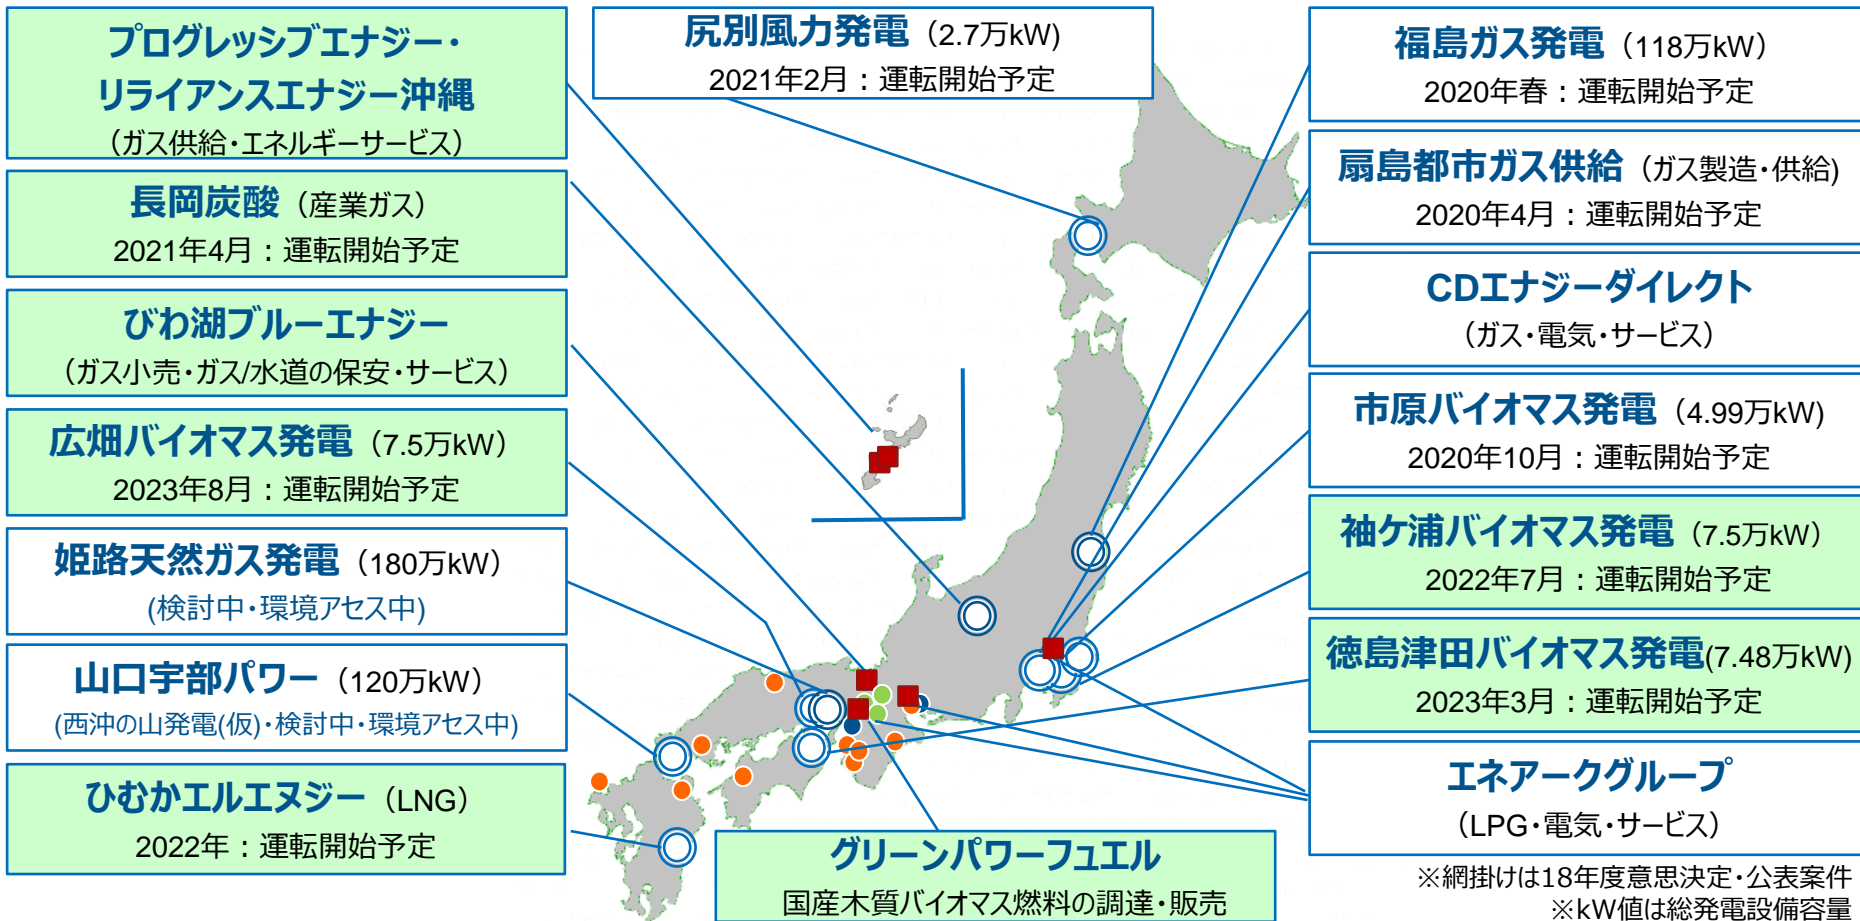 プログレッシブエナジー・
リライアンスエナジー沖縄
（ガス供給・エネルギーサービス）
長岡炭酸（産業ガス）
2021年4月：運転開始予定
びわ湖ブルーエナジー
（ガス小売・ガス/水道の保安・サービス）
広畑バイオマス発電（7.5万kW）
2023年8月：運転開始予定
姫路天然ガス発電（180万kW）
(検討中・環境アセス中)
山口宇部パワー（120万kW）
(西沖の山発電(仮)・検討中・環境アセス中)
ひむかエルエヌジー（LNG）
2022年：運転開始予定
尻別風力発電（2.7万kW)
2021年2月：運転開始予定
グリーンパワーフュエル
国産木質バイオマス燃料の調達・販売
福島ガス発電（118万kW）
2020年春：運転開始予定
扇島都市ガス供給（ガス製造・供給)
2020年4月：運転開始予定
CDエナジーダイレクト
（ガス・電気・サービス）
市原バイオマス発電（4.99万kW)
2020年10月：運転開始予定
袖ケ浦バイオマス発電（7.5万kW）
2022年7月：運転開始予定
徳島津田バイオマス発電(7.48万kW)
2023年3月：運転開始予定
エネアークグループ
（LPG・電気・サービス）
※網掛けは18年度意思決定・公表案件
※kW値は総発電設備容量